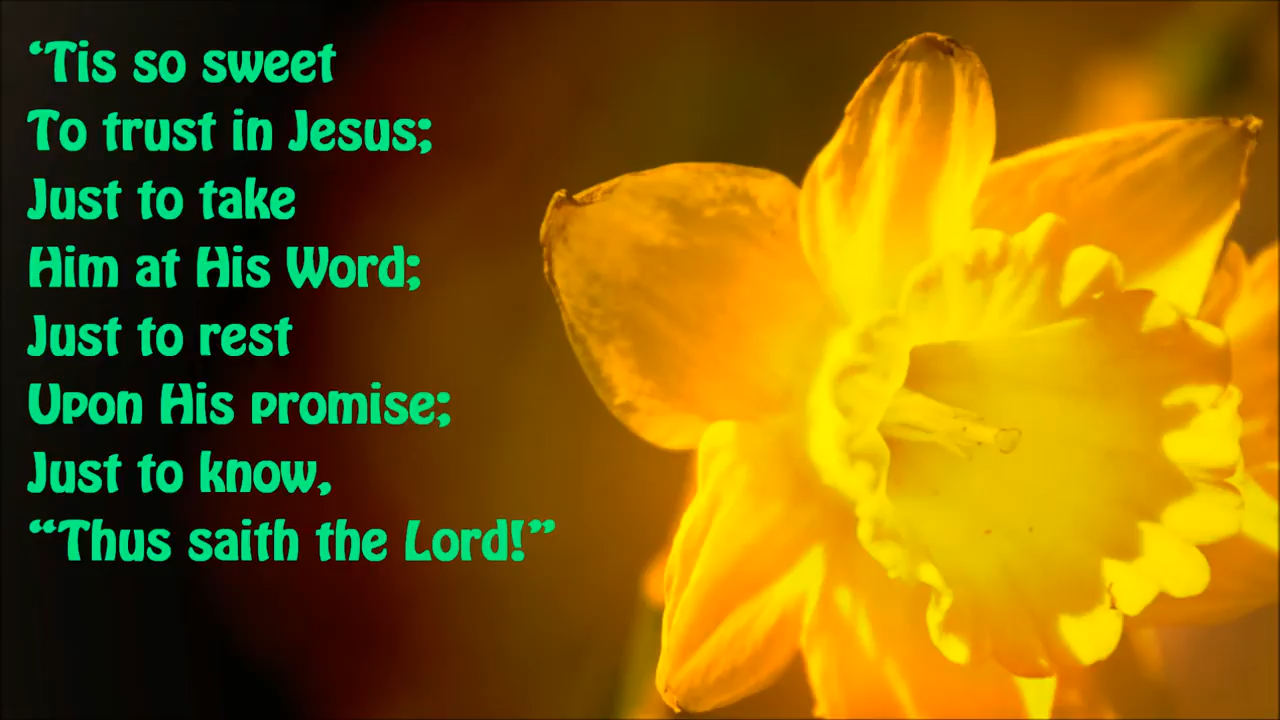 ‘Tis so sweet
To trust in Jesus;
Just to take
Him at His Word;
Just to rest
Upon His promise;
Just to know,
“Thus saith the Lord!”